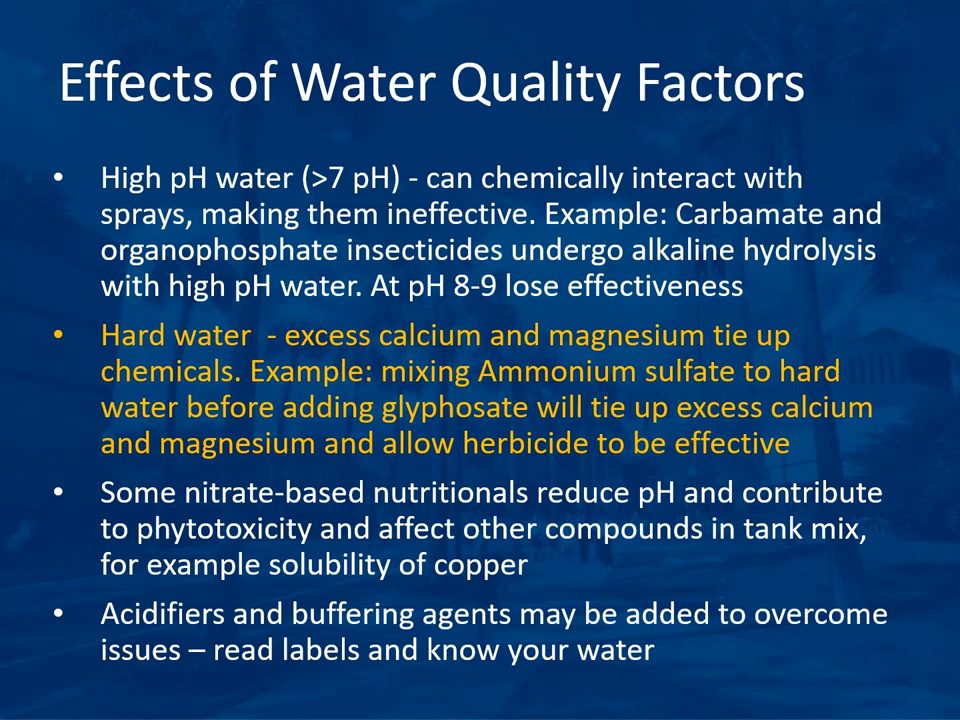 Effects of Water Quality Factors
• High pH water (>7 pH) - can chemically interact with
sprays, making them ineffective. Example: Carbamate and
organophosphate insecticides undergo alkaline hydrolysis
with high pH water. At pH 8-9 lose effectiveness
• Hard water  - excess calcium and magnesium tie up
chemicals. Example: mixing Ammonium sulfate to hard
water before adding glyphosate will tie up excess calcium
and magnesium and allow herbicide to be effective
• Some nitrate-based nutritionals reduce pH and contribute
to phytotoxicity and affect other compounds in tank mix,
for example solubility of copper
• Acidifiers and buffering agents may be added to overcome
issues – read labels and know your water